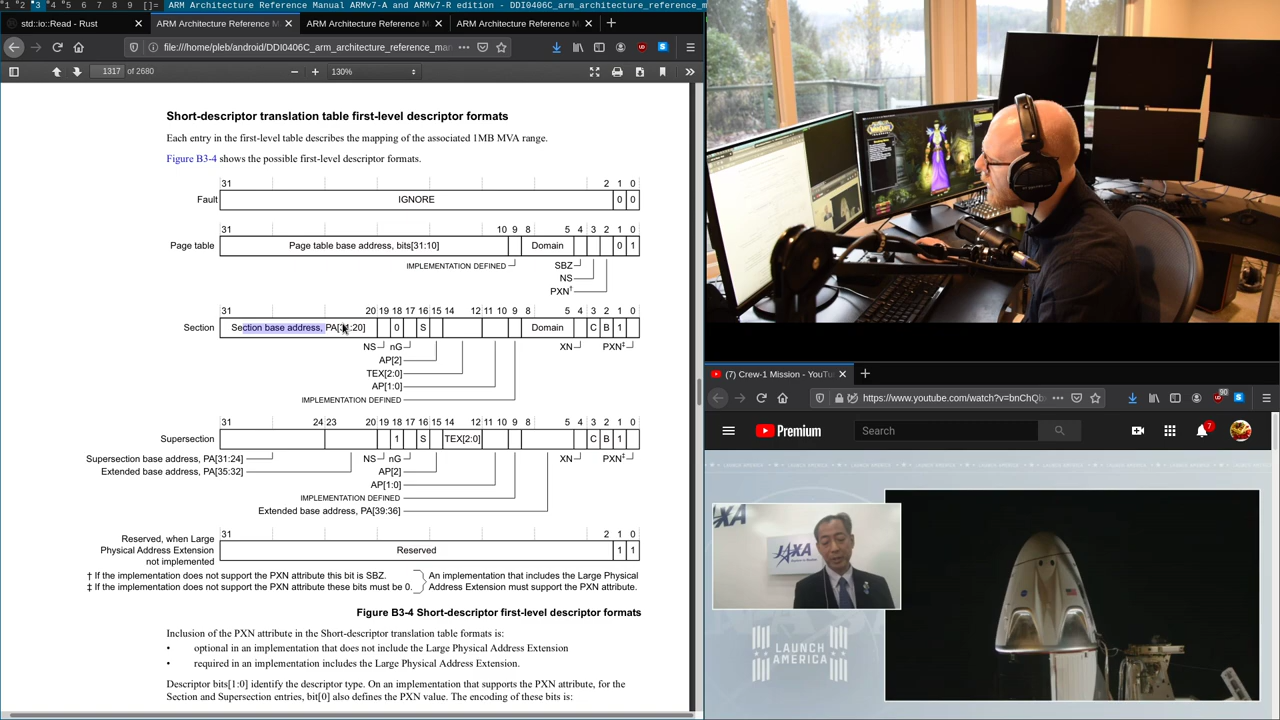 1 2 3 4 5 6 7 8 9 []= ARM Architecture Reference Manual ARMv7-A and ARMv7-R edition - DDI0406C_arm_architecture_reference_m
std::io::Read - Rust
ARM Architecture Reference M
ARM Architecture Reference M
ARM Architecture Reference M
file:///home/pleb/android/DDI0406C_arm_architecture_reference_ma
1317 of 2680
130%
Short-descriptor translation table first-level descriptor formats
Each entry in the first-level table describes the mapping of the associated 1MB MVA range.
Figure B3-4 shows the possible first-level descriptor formats.
31 2 1 0
Fault IGNORE 0 0
31 10 9 8 5 4 3 2 1 0
Page table Page table base address, bits[31:10] Domain 0 1
IMPLEMENTATION DEFINED SBZ
NS
PXN†
31 20 19 18 17 16 15 14 12 11 10 9 8 5 4 3 2 1 0
Section Section base address, PA[31:20] 0 S Domain C B 1
NS nG XN PXN‡
AP[2]
TEX[2:0]
AP[1:0]
IMPLEMENTATION DEFINED
31 24 23 20 19 18 17 16 15 14 12 11 10 9 8 5 4 3 2 1 0
Supersection 1 S TEX[2:0] C B 1
Supersection base address, PA[31:24] NS nG XN PXN‡
Extended base address, PA[35:32] AP[2]
AP[1:0]
IMPLEMENTATION DEFINED
Extended base address, PA[39:36]
31 2 1 0
Reserved, when Large
Physical Address Extension Reserved 1 1
not implemented
† If the implementation does not support the PXN attribute this bit is SBZ. An implementation that includes the Large Physical
‡ If the implementation does not support the PXN attribute these bits must be 0. Address Extension must support the PXN attribute.
Figure B3-4 Short-descriptor first-level descriptor formats
Inclusion of the PXN attribute in the Short-descriptor translation table formats is:
• optional in an implementation that does not include the Large Physical Address Extension
• required in an implementation includes the Large Physical Address Extension.
Descriptor bits[1:0] identify the descriptor type. On an implementation that supports the PXN attribute, for the
Section and Supersection entries, bit[0] also defines the PXN value. The encoding of these bits is:
(7) Crew-1 Mission - YouTu
90
https://www.youtube.com/watch?v=bnChQb
Premium
Search
7
JAXA
LAUNCH
AMERICA